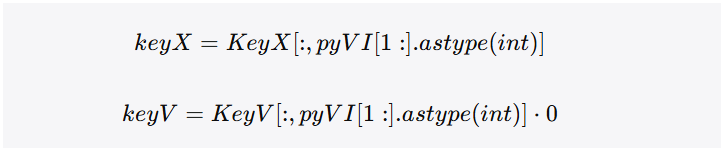 keyX = KeyX[:, pyVI[1 :].astype(int)]
keyV = KeyV[:, pyVI[1 :].astype(int)] · 0